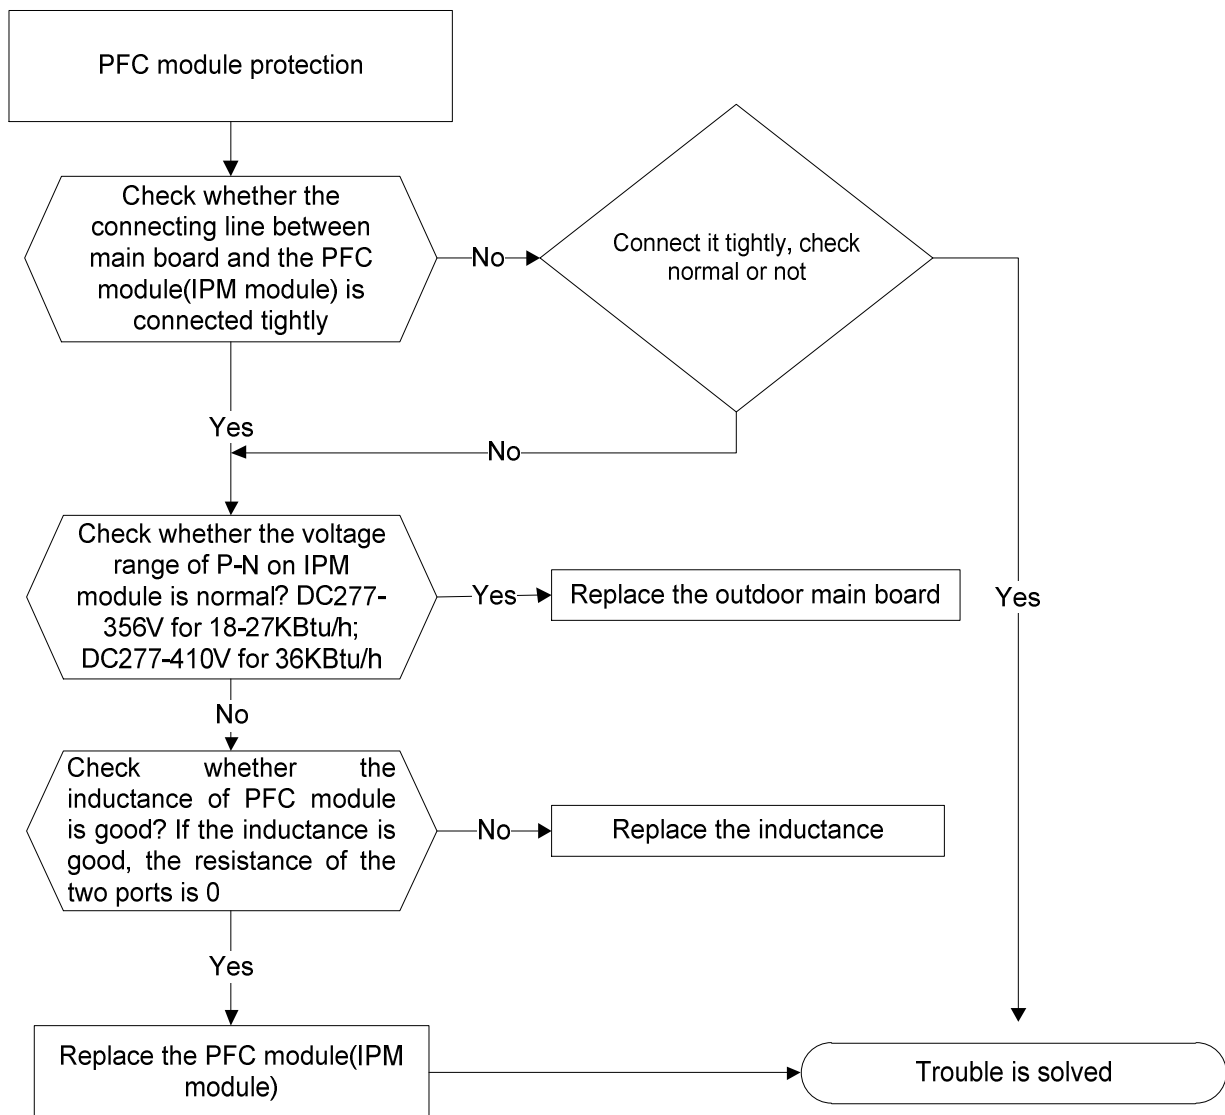 PFC module protection
Check whether the
connecting line between
main board and the PFC
module(IPM module) is
connected tightly
No
Connect it tightly, check
normal or not
Yes
No
Check whether the voltage
range of P-N on IPM
module is normal? DC277-
356V for 18-27KBtu/h;
DC277-410V for 36KBtu/h
Yes
Replace the outdoor main board
Yes
No
Check whether the
inductance of PFC module
is good? If the inductance is
good, the resistance of the
two ports is 0
No
Replace the inductance
Yes
Replace the PFC module(IPM
module)
Trouble is solved